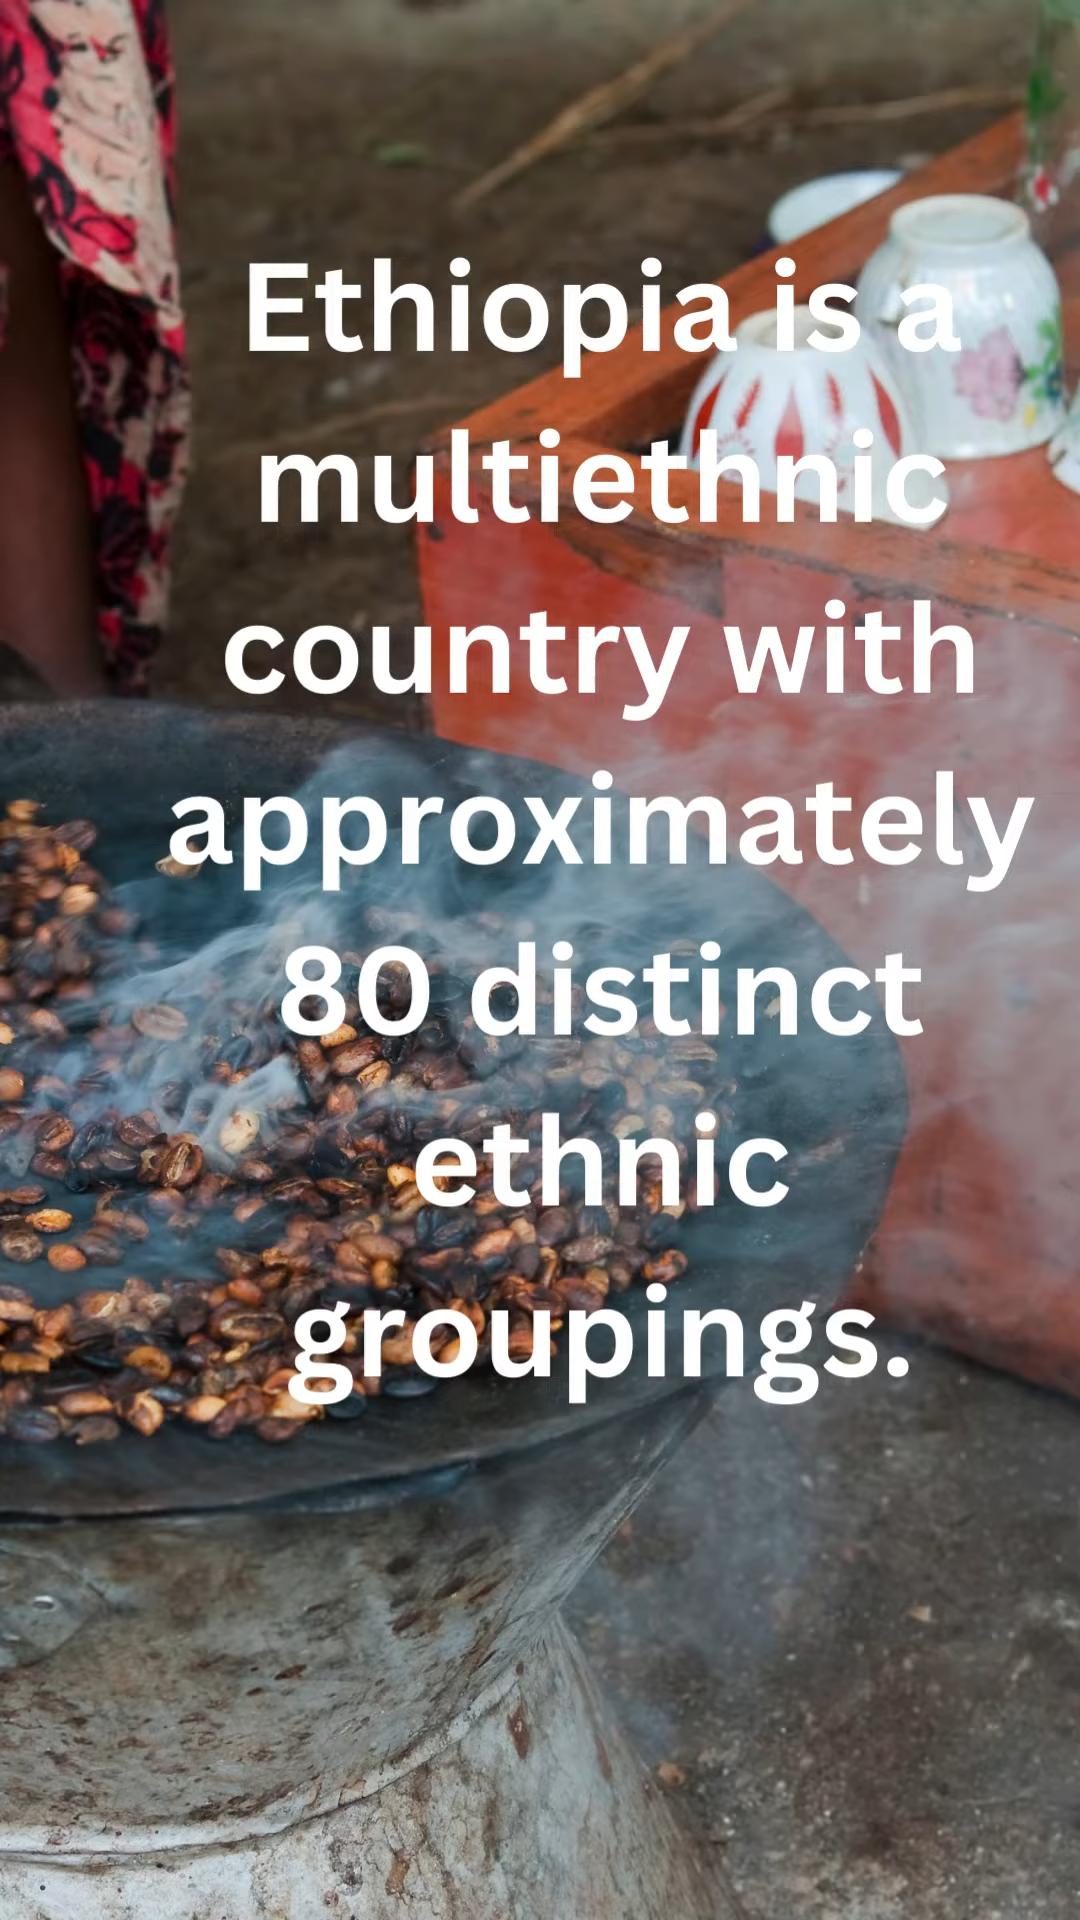 Ethiopia is a
multiethnic
country with
approximately
80 distinct
ethnic
groupings.